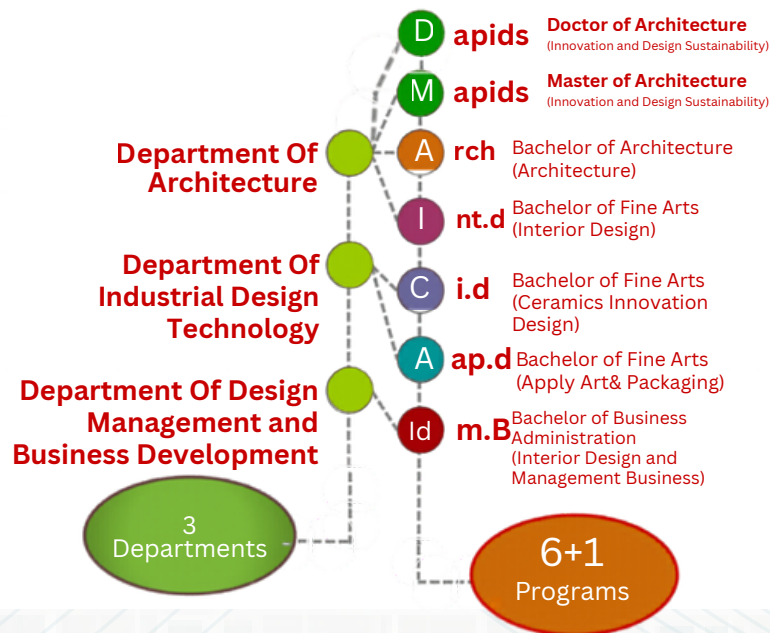 D apids Doctor of Architecture
(Innovation and Design Sustainability)
M apids Master of Architecture
(Innovation and Design Sustainability)
Department Of
Architecture
A rch Bachelor of Architecture
(Architecture)
I nt.d Bachelor of Fine Arts
(Interior Design)
Department Of
Industrial Design
Technology
C i.d Bachelor of Fine Arts
(Ceramics Innovation
Design)
A ap.d Bachelor of Fine Arts
(Apply Art& Packaging)
Department Of Design
Management and
Business Development
Id m.B Bachelor of Business
Administration
(Interior Design and
Management Business)
3
Departments
6+1
Programs